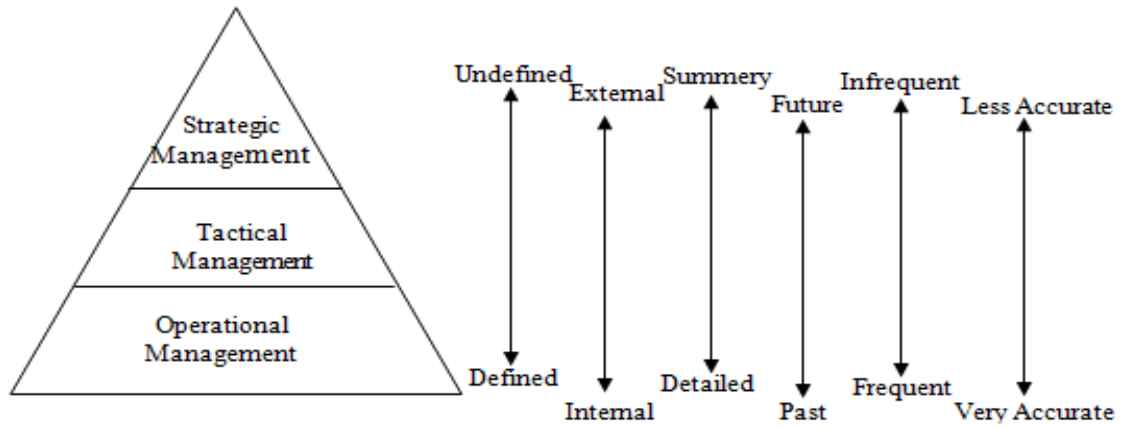 Strategic
Management
Tactical
Management
Operational
Management
Undefined
External
Summery
Future
Infrequent
Less Accurate
Defined
Internal
Detailed
Past
Frequent
Very Accurate